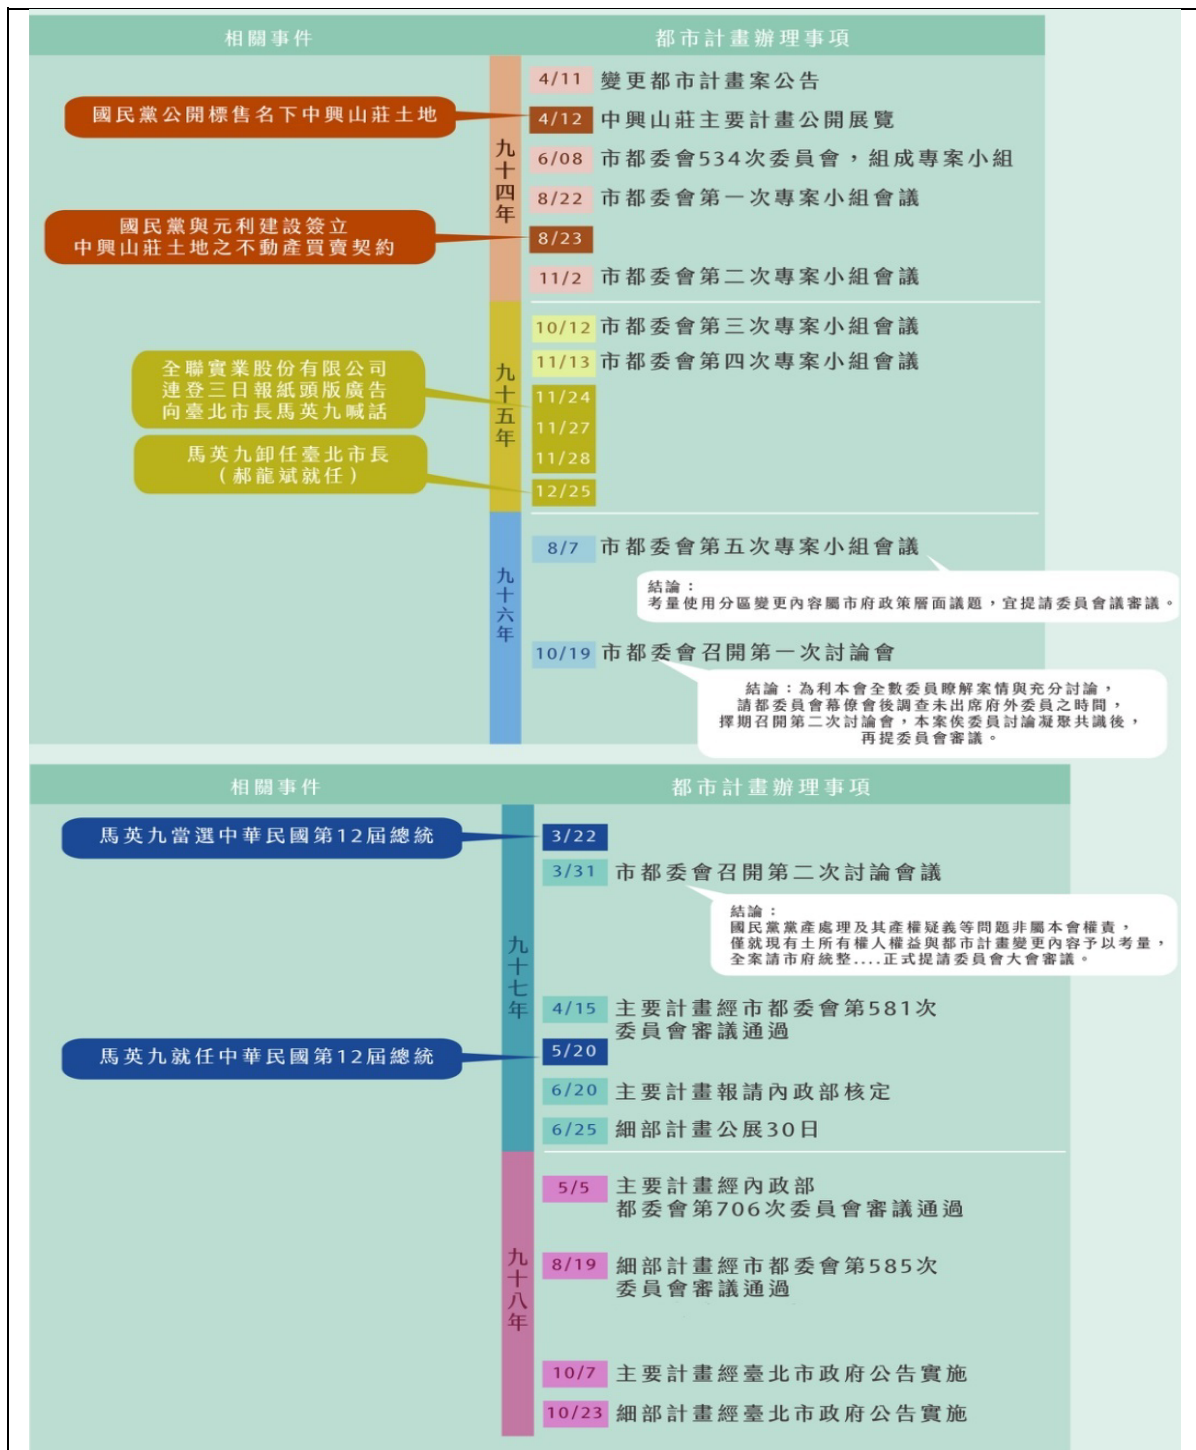 相關事件
都市計畫辦理事項
九十四年
4/11 變更都市計畫案公告
國民黨公開標售名下中興山莊土地
4/12 中興山莊主要計畫公開展覽
6/08 市都委會534次委員會，組成專案小組
8/22 市都委會第一次專案小組會議
國民黨與元利建設簽立
中興山莊土地之不動產買賣契約
8/23
11/2 市都委會第二次專案小組會議
九十五年
10/12 市都委會第三次專案小組會議
11/13 市都委會第四次專案小組會議
全聯實業股份有限公司
連登三日報紙頭版廣告
向臺北市長馬英九喊話
11/24
11/27
11/28
馬英九卸任臺北市長
（郝龍斌就任）
12/25
九十六年
8/7 市都委會第五次專案小組會議
結論：
考量使用分區變更內容屬市府政策層面議題，宜提請委員會議審議。
10/19 市都委會召開第一次討論會
結論：為利本會全數委員瞭解案情與充分討論，
請都委員會幕僚會後調查未出席府外委員之時間，
擇期召開第二次討論會，本案俟委員討論凝聚共識後，
再提委員會審議。
相關事件
都市計畫辦理事項
九十七年
馬英九當選中華民國第12屆總統
3/22
3/31 市都委會召開第二次討論會議
結論：
國民黨黨產處理及其產權疑義等問題非屬本會權責，
僅就現有土所有權人權益與都市計畫變更內容予以考量，
全案請市府統整....正式提請委員會大會審議。
4/15 主要計畫經市都委會第581次
委員會審議通過
馬英九就任中華民國第12屆總統
5/20
6/20 主要計畫報請內政部核定
6/25 細部計畫公展30日
九十八年
5/5 主要計畫經內政部
都委會第706次委員會審議通過
8/19 細部計畫經市都委會第585次
委員會審議通過
10/7 主要計畫經臺北市政府公告實施
10/23 細部計畫經臺北市政府公告實施